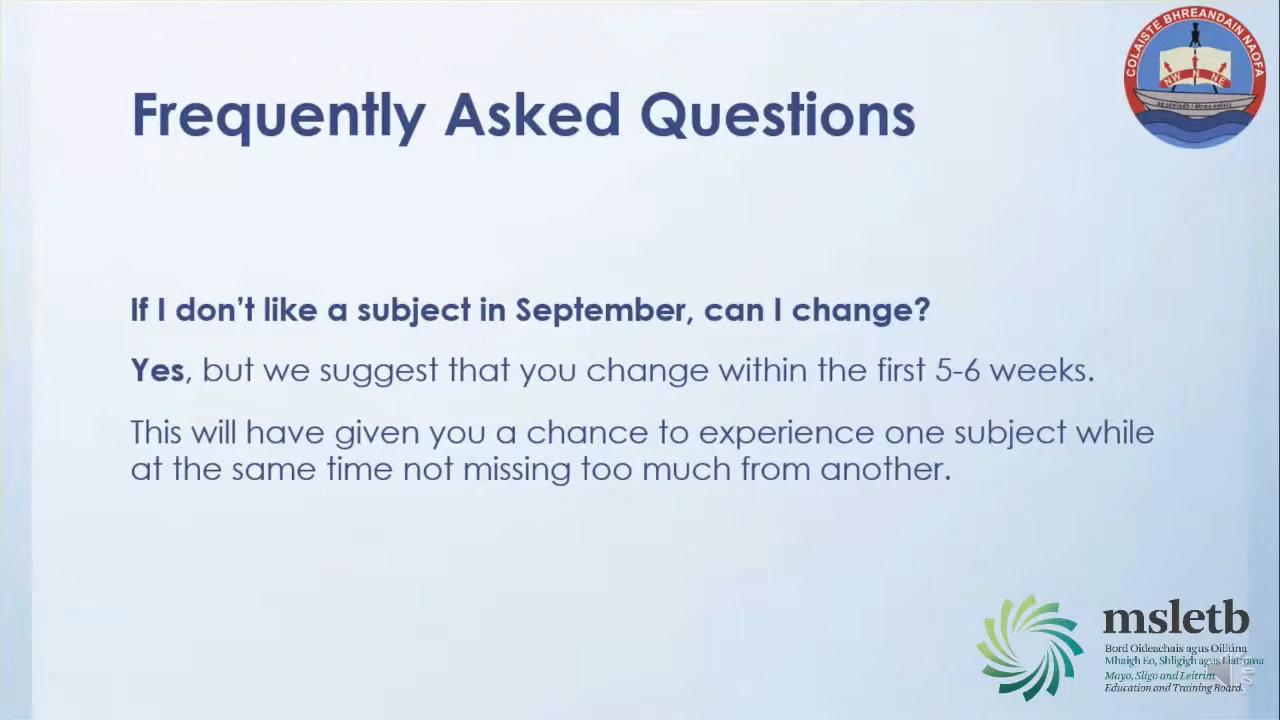 COLAISTE BHREANDAIN NAOFA
NW N NE
Frequently Asked Questions
If I don't like a subject in September, can I change?
Yes, but we suggest that you change within the first 5-6 weeks.
This will have given you a chance to experience one subject while
at the same time not missing too much from another.
msletb
Bord Oideachais agus Oiliúna
Mhaigh Eo, Shligigh agus Liatroma
Mayo, Sligo and Leitrim
Education and Training Board